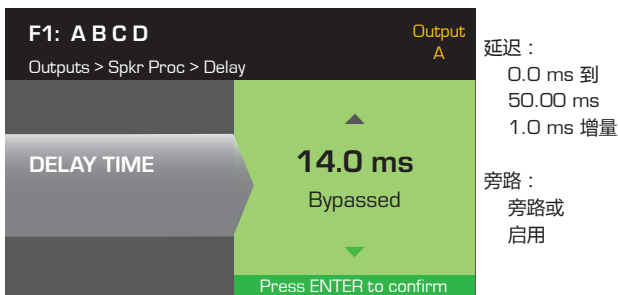 F1: A B C D
Output
A
Outputs > Spkr Proc > Delay
DELAY TIME
14.0 ms
Bypassed
Press ENTER to confirm
延迟：
0.0 ms 到
50.00 ms
1.0 ms 增量
旁路：
旁路或
启用